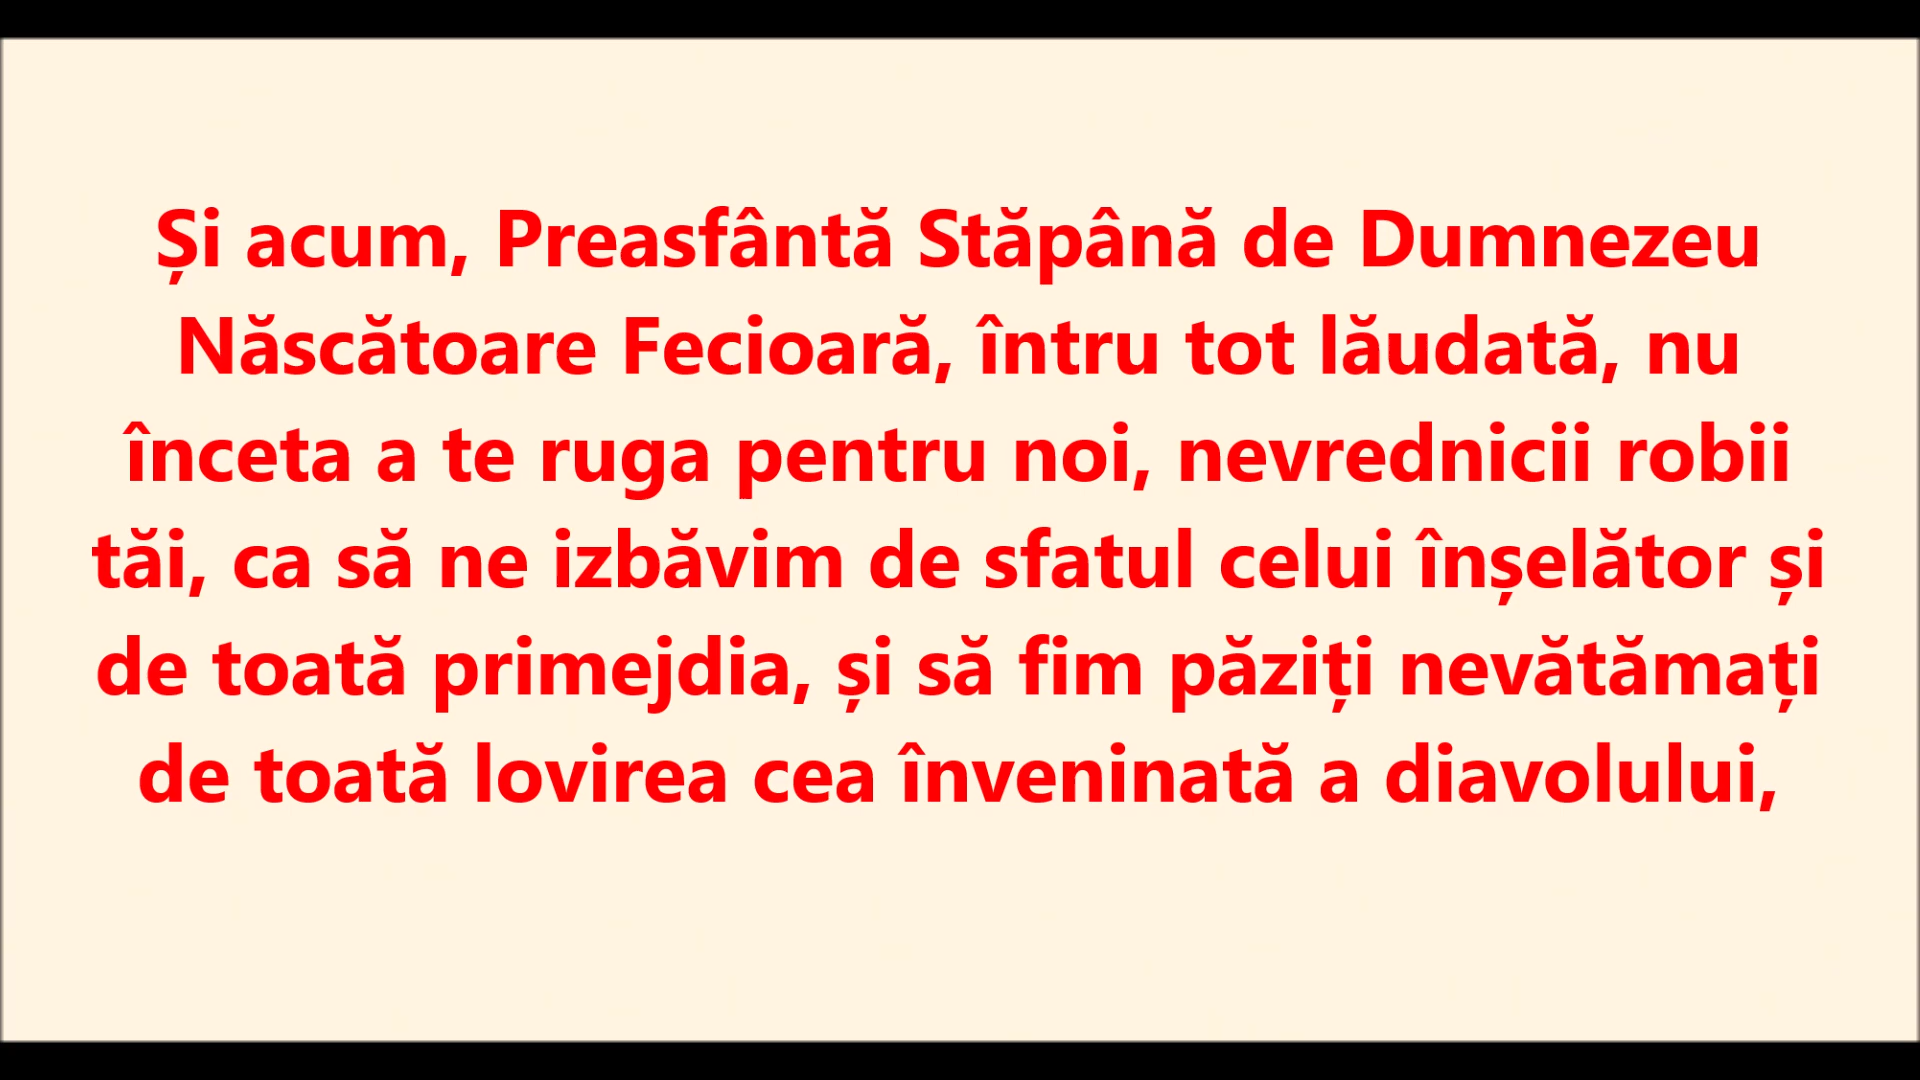 Și acum, Preasfântă Stăpână de Dumnezeu
Născătoare Fecioară, întru tot lăudată, nu
înceta a te ruga pentru noi, nevrednicii robii
tăi, ca să ne izbăvim de sfatul celui înșelător și
de toată primejdia, și să fim păziți nevătămați
de toată lovirea cea înveninată a diavolului,